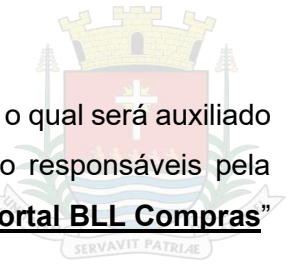 o qual será auxiliado
o responsáveis pela
ortal BLL Compras"
SERVAVIT PATRIAE